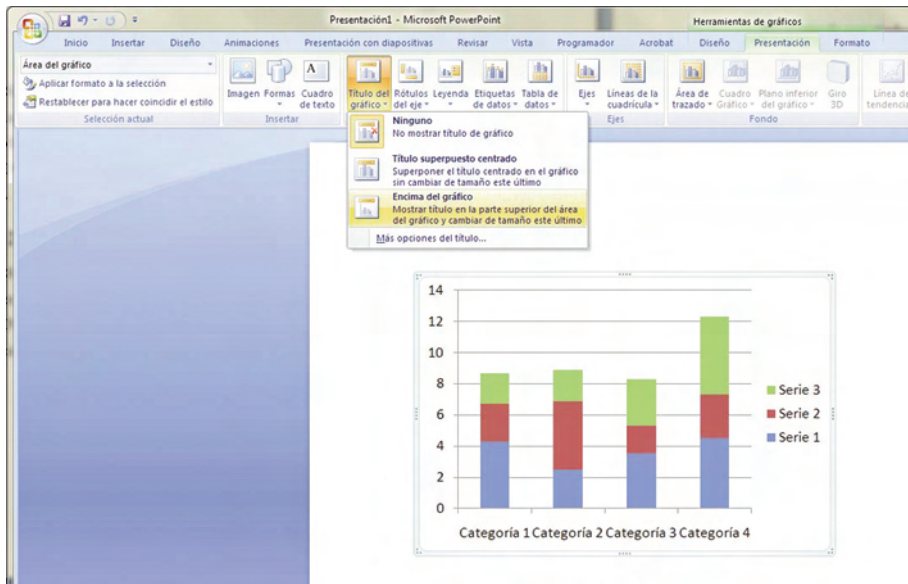 Presentación1 - Microsoft PowerPoint
Herramientas de gráficos
Inicio Insertar Diseño Animaciones Presentación con diapositivas Revisar Vista Programador Acrobat Diseño Presentación Formato
Área del gráfico
Aplicar formato a la selección
Restablecer para hacer coincidir el estilo
Selección actual
Imagen Formas Cuadro de texto
Insertar
Título del gráfico Rótulos del eje Leyenda Etiquetas de datos Tabla de datos
Ejes Líneas de la cuadrícula
Ejes
Área de trazado Cuadro Gráfico Plano inferior del gráfico Giro 3D
Fondo
Línea de tendencia
Ninguno
No mostrar título de gráfico
Título superpuesto centrado
Superponer el título centrado en el gráfico
sin cambiar de tamaño este último
Encima del gráfico
Mostrar título en la parte superior del área
del gráfico y cambiar de tamaño este último
Más opciones del título...
14
12
10
8
6
4
2
0
Serie 3
Serie 2
Serie 1
Categoría 1 Categoría 2 Categoría 3 Categoría 4